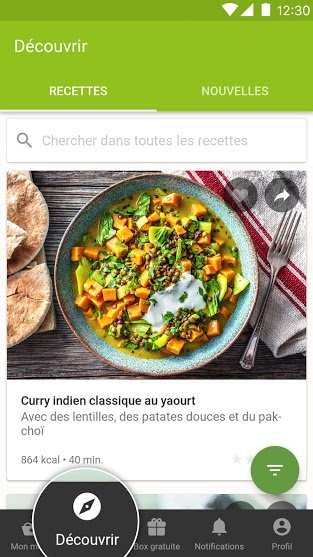 12:30
Découvrir
RECETTES
NOUVELLES
Chercher dans toutes les recettes
Curry indien classique au yaourt
Avec des lentilles, des patates douces et du pak-
choï
864 kcal • 40 min.
Mon
Découvrir
Box gratuite
Notifications
Profil